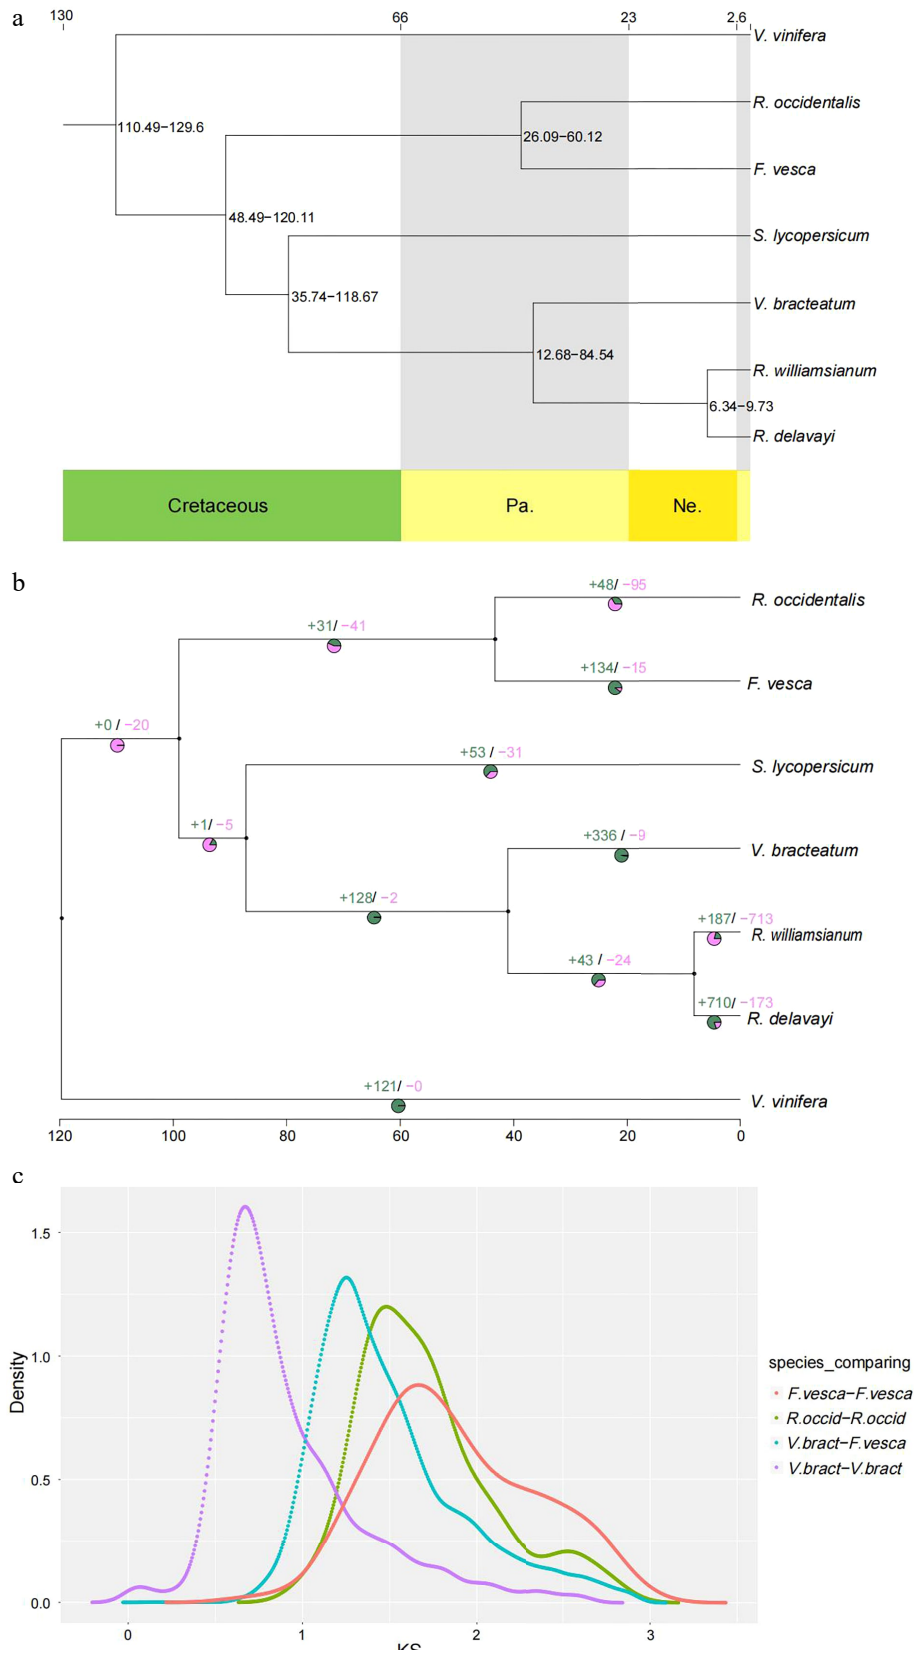 a
130 66 23 2.6
V. vinifera
R. occidentalis
110.49−129.6
26.09−60.12
F. vesca
48.49−120.11
S. lycopersicum
35.74−118.67
V. bracteatum
12.68−84.54
R. williamsianum
6.34−9.73
R. delavayi
Cretaceous Pa. Ne.
b
+48/ −95
R. occidentalis
+31/ −41
+134/ −15
F. vesca
+0 / −20
+53 / −31
S. lycopersicum
+1/ −5
+336 / −9
V. bracteatum
+128/ −2
+187/ −713
R. williamsianum
+43 / −24
+710/ −173
R. delavayi
+121/ −0
V. vinifera
120 100 80 60 40 20 0
c
1.5
1.0
0.5
0.0
Density
0 1 2 3
KS
species_comparing
F.vesca−F.vesca
R.occid−R.occid
V.bract−F.vesca
V.bract−V.bract